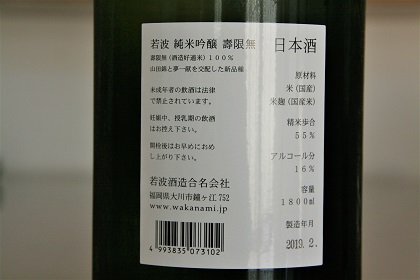 若波 純米吟醸 壽限無
壽限無(酒造好適米)100%
山田錦と夢一献を交配した新品種
未成年者の飲酒は法律
で禁止されています。
妊娠中、授乳期の飲酒
はお控え下さい。
開栓後はお早めにおめ
し上がり下さい。
若波酒造合名会社
福岡県大川市鐘ヶ江752
www.wakanami.jp
4 993835 073102
日本酒
原材料
米(国産)
米麹(国産米)
精米歩合
55%
アルコール分
16%
容量
1800ml
製造年月
2019. 2.